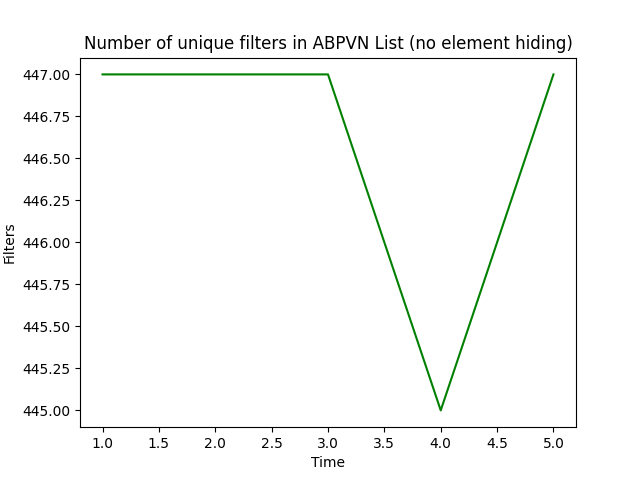 Number of unique filters in ABPVN List (no element hiding)
447.00
446.75
446.50
446.25
446.00
445.75
445.50
445.25
445.00
Filters
1.0 1.5 2.0 2.5 3.0 3.5 4.0 4.5 5.0
Time